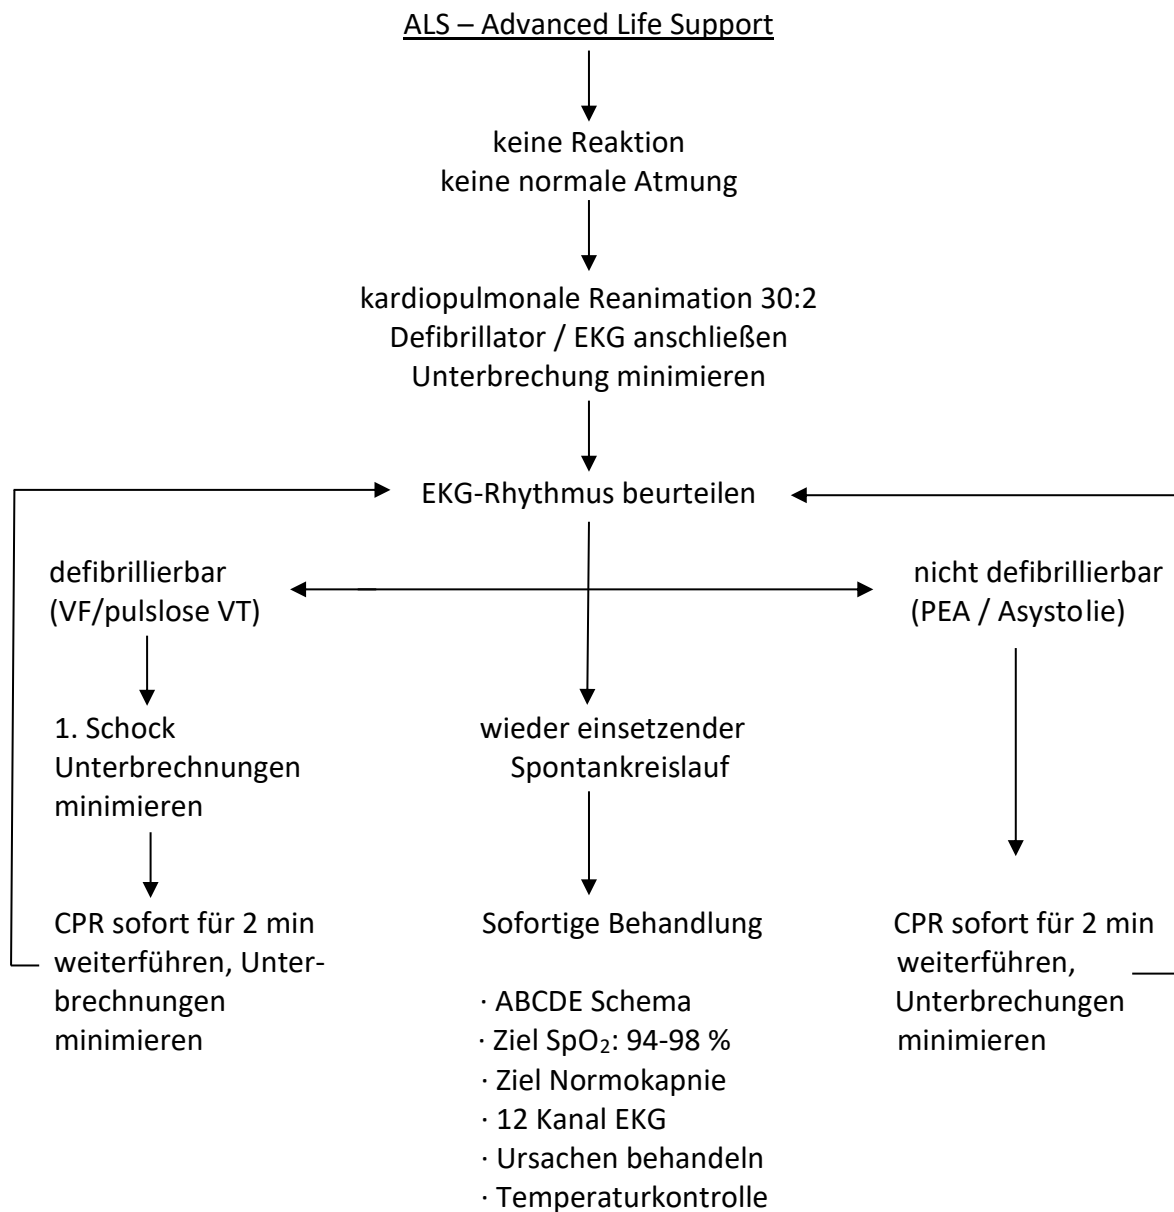 ALS – Advanced Life Support
keine Reaktion
keine normale Atmung
kardiopulmonale Reanimation 30:2
Defibrillator / EKG anschließen
Unterbrechung minimieren
EKG-Rhythmus beurteilen
defibrillierbar
(VF/pulslose VT)
nicht defibrillierbar
(PEA / Asystolie)
1. Schock
Unterbrechnungen
minimieren
wieder einsetzender
Spontankreislauf
CPR sofort für 2 min
weiterführen, Unter-
brechnungen
minimieren
Sofortige Behandlung
· ABCDE Schema
· Ziel SpO₂: 94-98 %
· Ziel Normokapnie
· 12 Kanal EKG
· Ursachen behandeln
· Temperaturkontrolle
CPR sofort für 2 min
weiterführen,
Unterbrechungen
minimieren